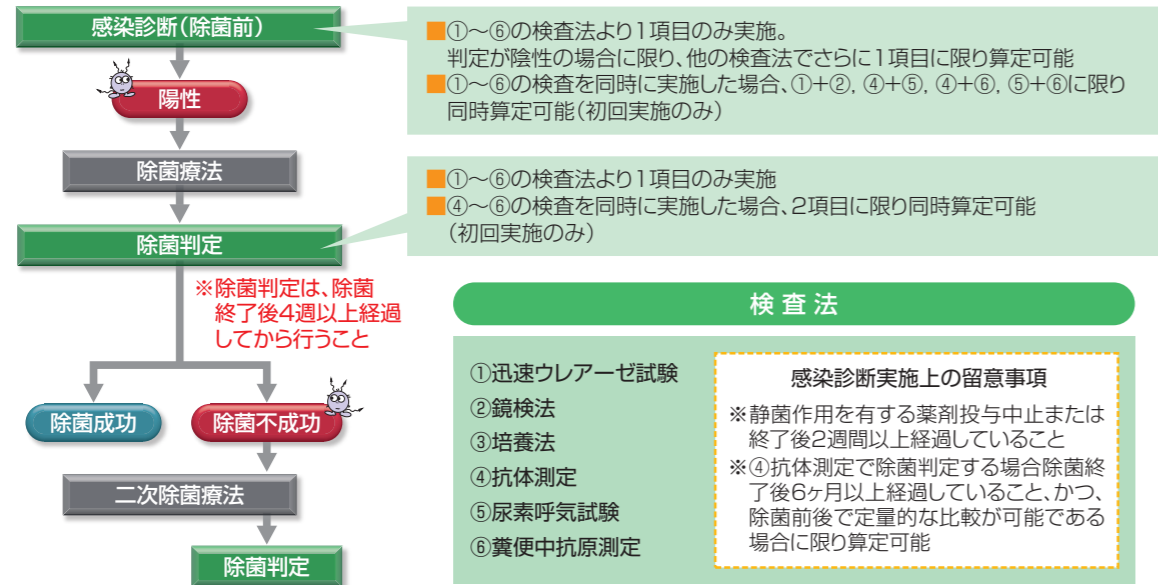 感染診断(除菌前)
■①～⑥の検査法より1項目のみ実施。
判定が陰性の場合に限り、他の検査法でさらに1項目に限り算定可能
■①～⑥の検査を同時に実施した場合、①+②, ④+⑤, ④+⑥, ⑤+⑥に限り
同時算定可能(初回実施のみ)
陽性
除菌療法
■①～⑥の検査法より1項目のみ実施
■④～⑥の検査を同時に実施した場合、2項目に限り同時算定可能
(初回実施のみ)
除菌判定
※除菌判定は、除菌
終了後4週以上経過
してから行うこと
除菌成功
除菌不成功
二次除菌療法
除菌判定
検査法
①迅速ウレアーゼ試験
②鏡検法
③培養法
④抗体測定
⑤尿素呼気試験
⑥糞便中抗原測定
感染診断実施上の留意事項
※静菌作用を有する薬剤投与中止または
終了後2週間以上経過していること
※④抗体測定で除菌判定する場合除菌終
了後6ヶ月以上経過していること、かつ、
除菌前後で定量的な比較が可能である
場合に限り算定可能